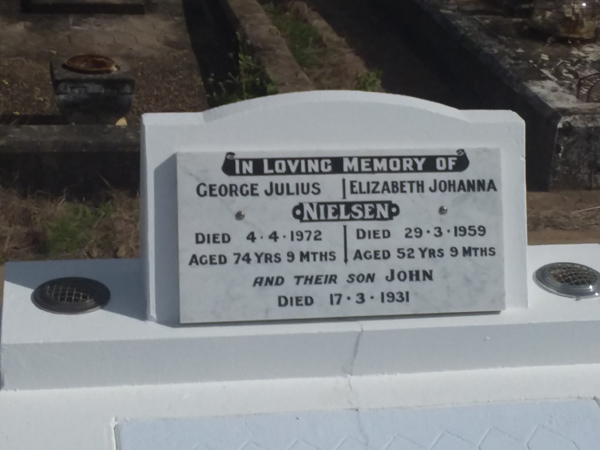 IN LOVING MEMORY OF
GEORGE JULIUS ELIZABETH JOHANNA
NIELSEN
DIED 4·4·1972 DIED 29·3·1959
AGED 74 YRS 9 MTHS AGED 52 YRS 9 MTHS
AND THEIR SON JOHN
DIED 17·3·1931